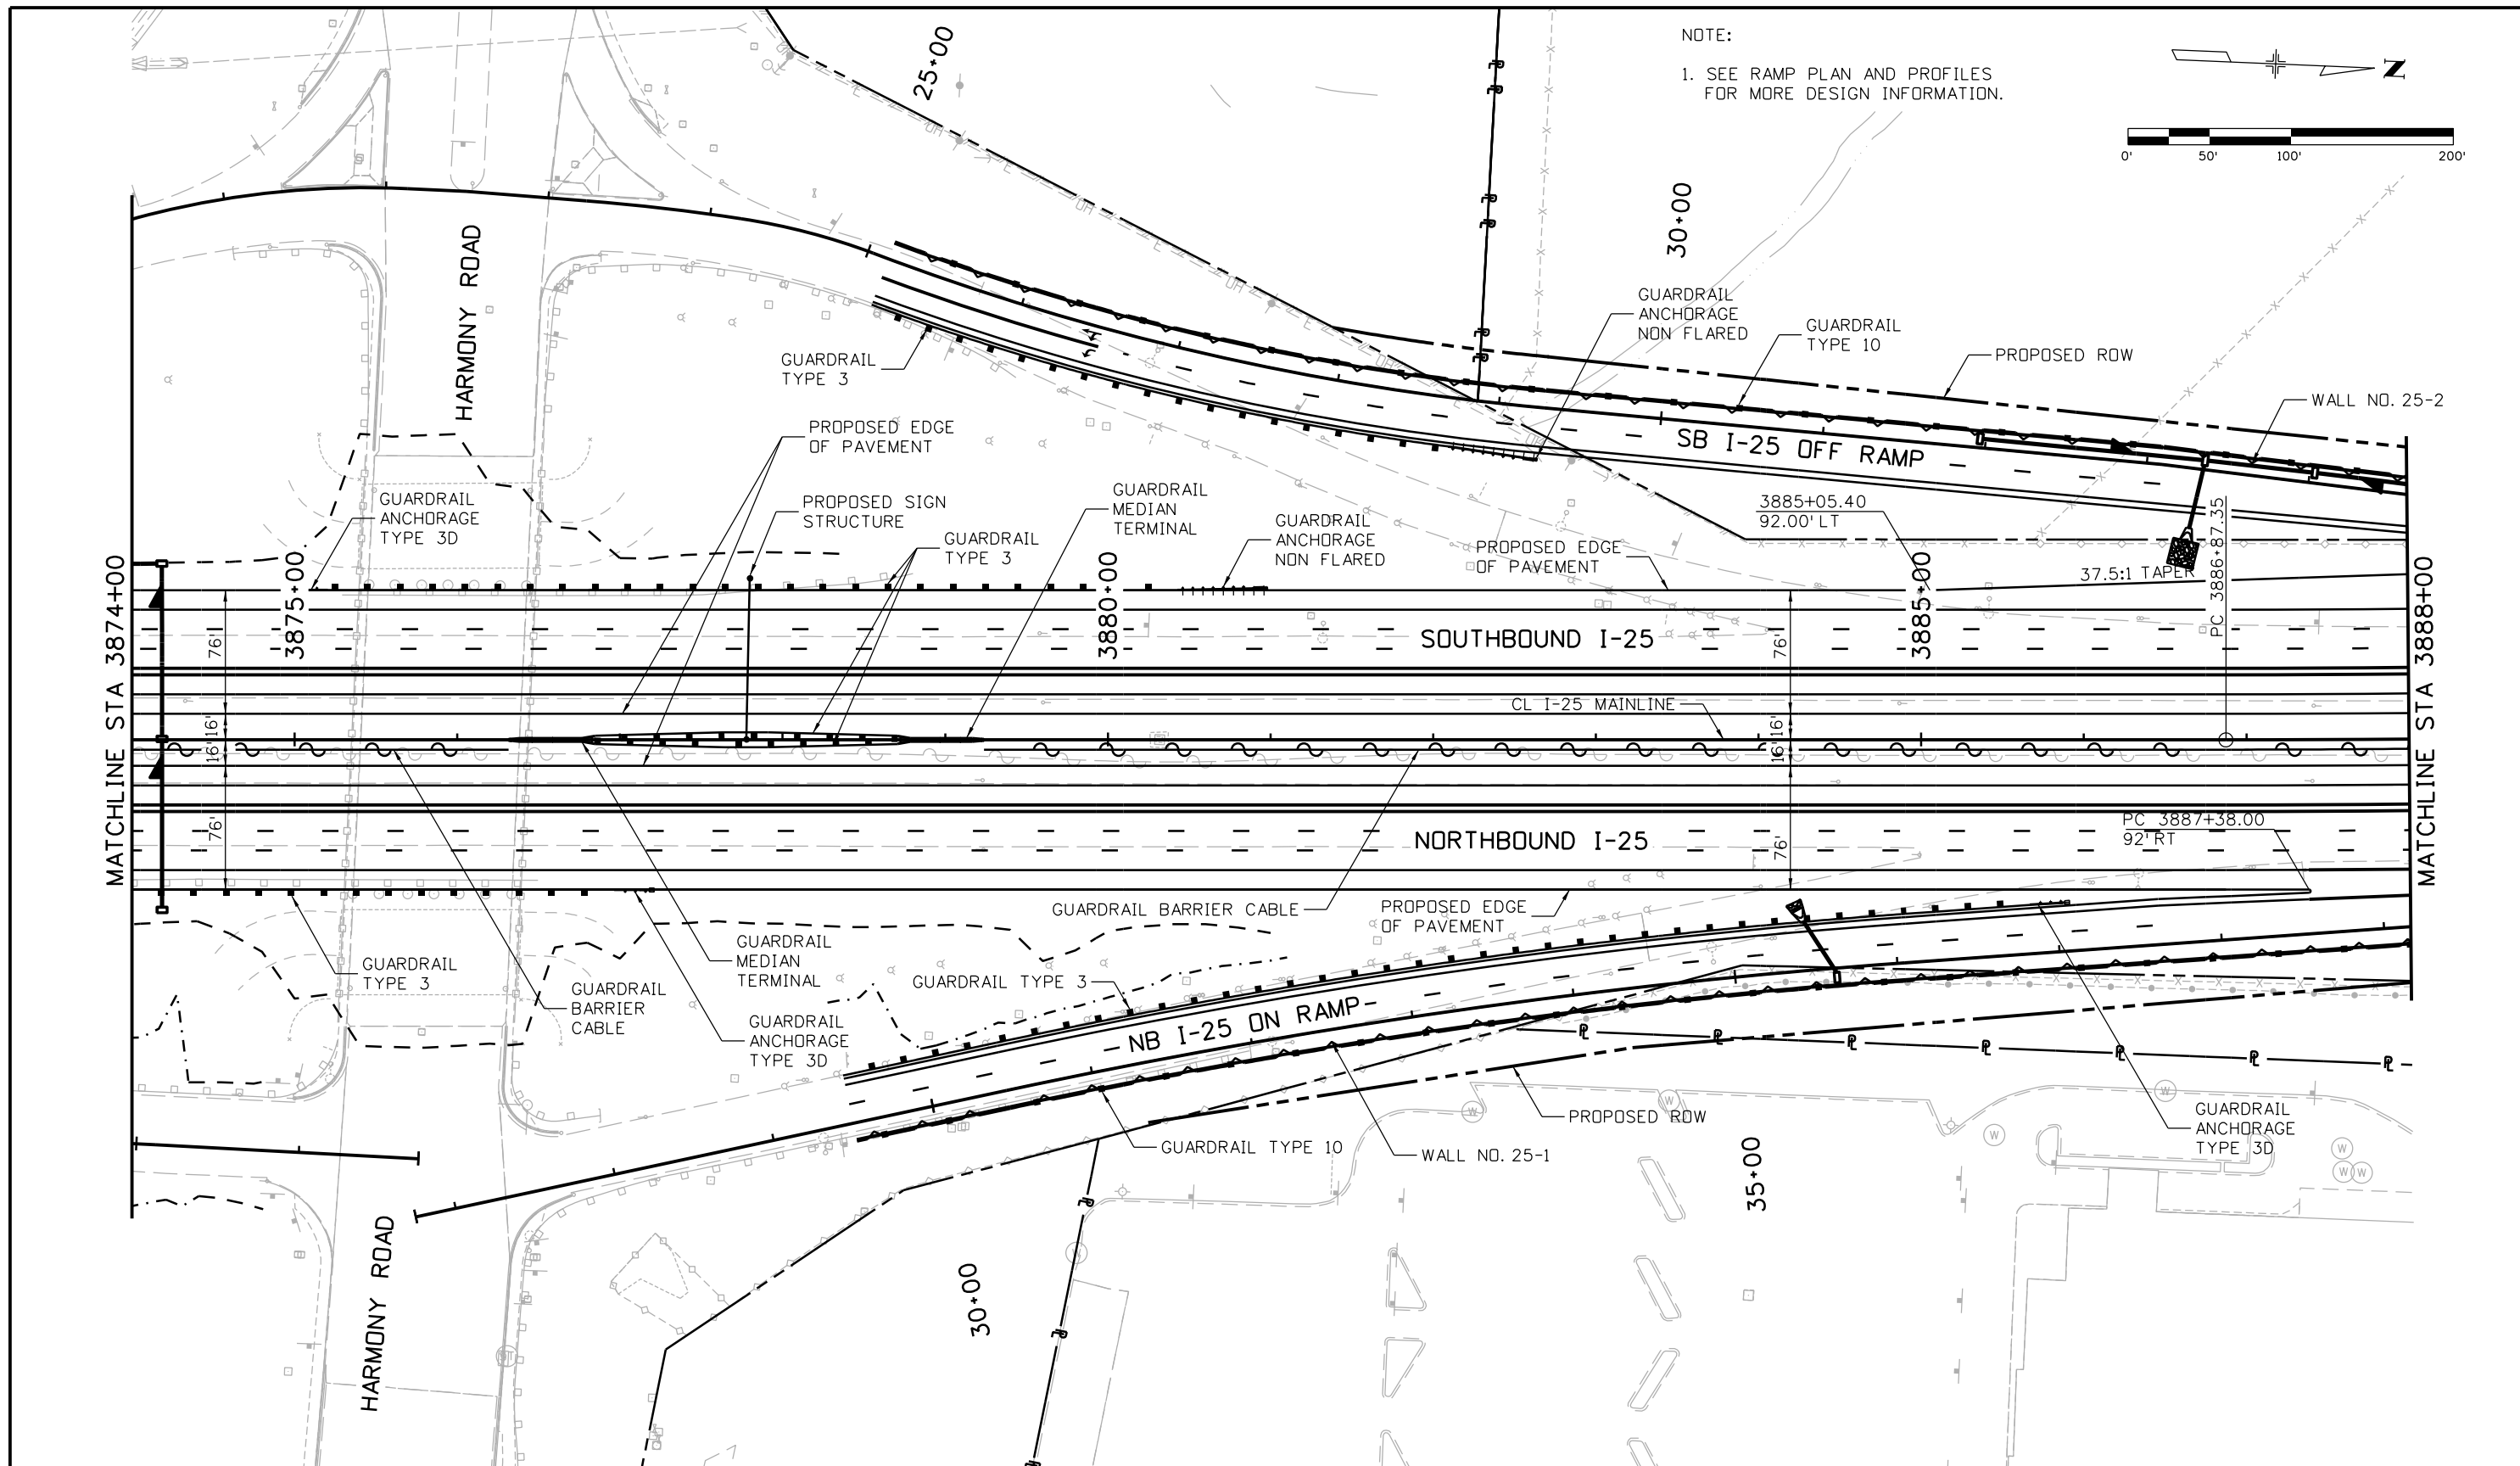 NOTE:
1. SEE RAMP PLAN AND PROFILES
FOR MORE DESIGN INFORMATION.
N
0'
50'
100'
200'
25+00
30+00
HARMONY ROAD
GUARDRAIL
ANCHORAGE
NON FLARED
GUARDRAIL
TYPE 10
PROPOSED ROW
GUARDRAIL
TYPE 3
WALL NO. 25-2
PROPOSED EDGE
OF PAVEMENT
SB I-25 OFF RAMP
GUARDRAIL
ANCHORAGE
TYPE 3D
PROPOSED SIGN
STRUCTURE
GUARDRAIL
MEDIAN
TERMINAL
GUARDRAIL
TYPE 3
GUARDRAIL
ANCHORAGE
NON FLARED
PROPOSED EDGE
OF PAVEMENT
3885+05.40
92.00' LT
37.5:1 TAPER
PC 3886+87.35
MATCHLINE STA 3874+00
3875+00
3880+00
3885+00
MATCHLINE STA 3888+00
76'
SOUTHBOUND I-25
76'
16'
16'
CL I-25 MAINLINE
16'
16'
76'
NORTHBOUND I-25
76'
PC 3887+38.00
92' RT
GUARDRAIL BARRIER CABLE
PROPOSED EDGE
OF PAVEMENT
GUARDRAIL
TYPE 3
GUARDRAIL
BARRIER
CABLE
GUARDRAIL
MEDIAN
TERMINAL
GUARDRAIL
ANCHORAGE
TYPE 3D
GUARDRAIL TYPE 3
NB I-25 ON RAMP
GUARDRAIL TYPE 10
WALL NO. 25-1
PROPOSED ROW
GUARDRAIL
ANCHORAGE
TYPE 3D
HARMONY ROAD
30+00
35+00